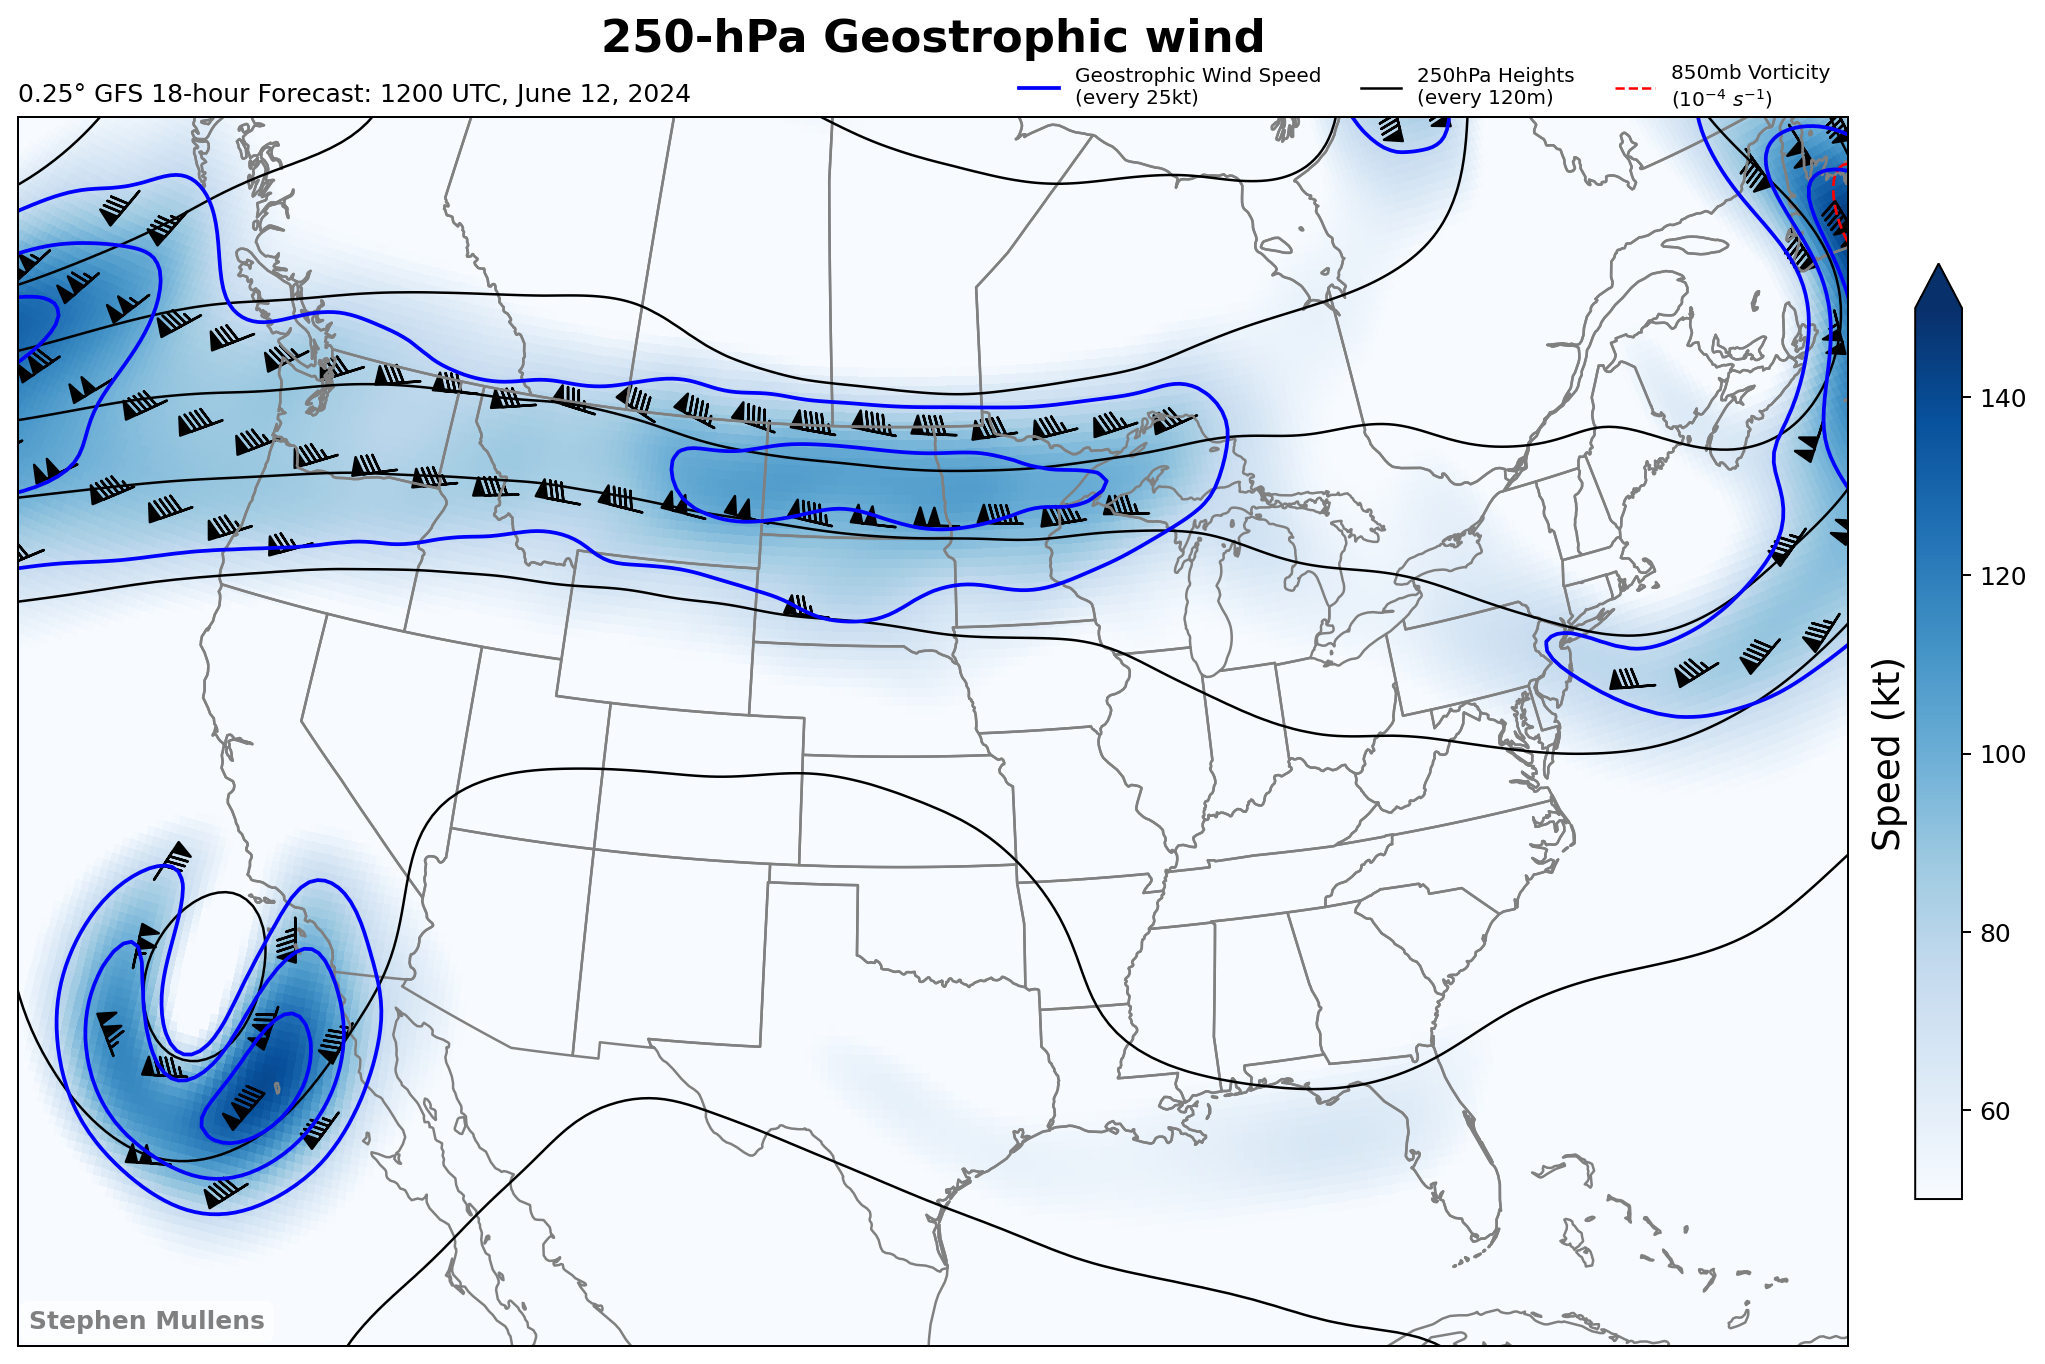 250-hPa Geostrophic wind
0.25° GFS 18-hour Forecast: 1200 UTC, June 12, 2024
Geostrophic Wind Speed
(every 25kt)
250hPa Heights
(every 120m)
850mb Vorticity
(10⁻⁴ s⁻¹)
140
120
100
80
60
Speed (kt)
Stephen Mullens